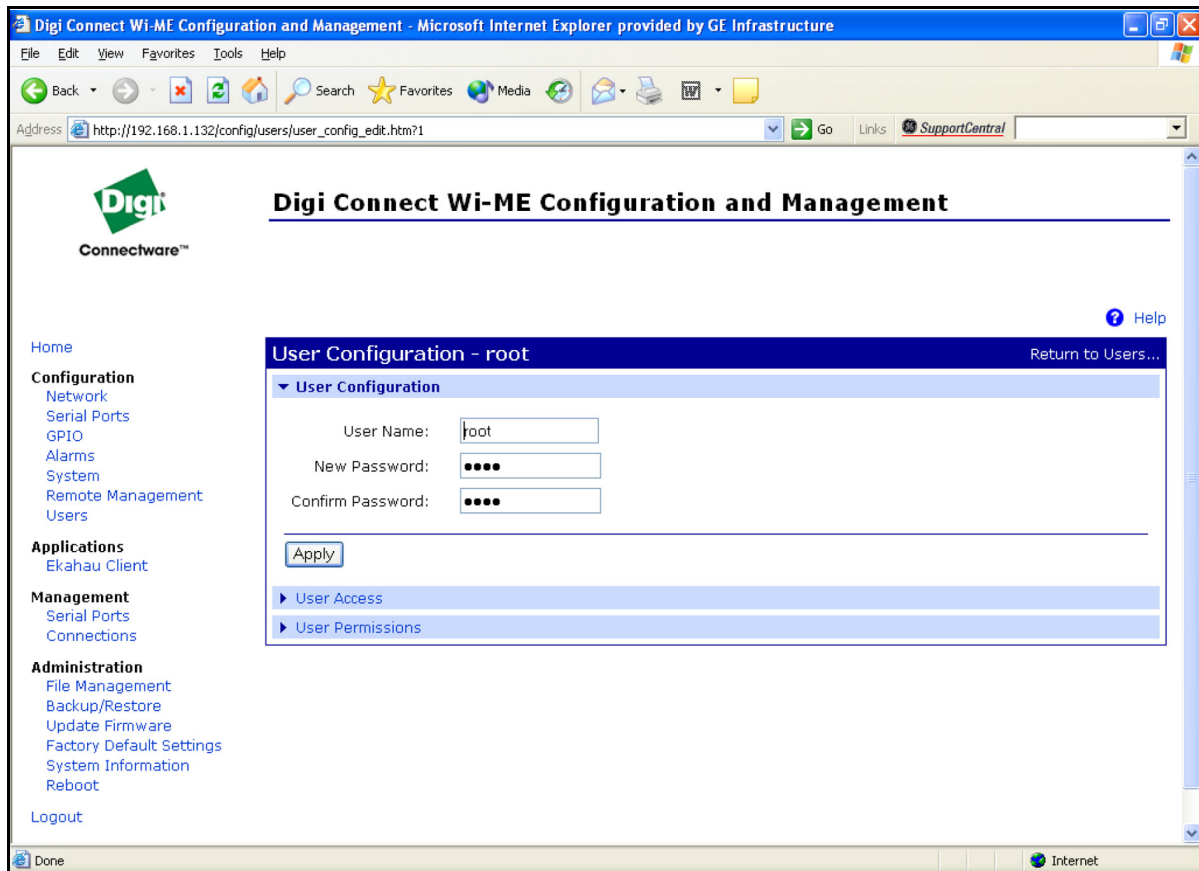 Digi Connect Wi-ME Configuration and Management - Microsoft Internet Explorer provided by GE Infrastructure
File Edit View Favorites Tools Help
Back Search Favorites Media
Address http://192.168.1.132/config/users/user_config_edit.htm?1 Go Links SupportCentral
Digi
Connectware™
Digi Connect Wi-ME Configuration and Management
Help
Home
Configuration
Network
Serial Ports
GPIO
Alarms
System
Remote Management
Users
Applications
Ekahau Client
Management
Serial Ports
Connections
Administration
File Management
Backup/Restore
Update Firmware
Factory Default Settings
System Information
Reboot
Logout
User Configuration - root Return to Users...
User Configuration
User Name: root
New Password: ••••
Confirm Password: ••••
Apply
User Access
User Permissions
Done Internet